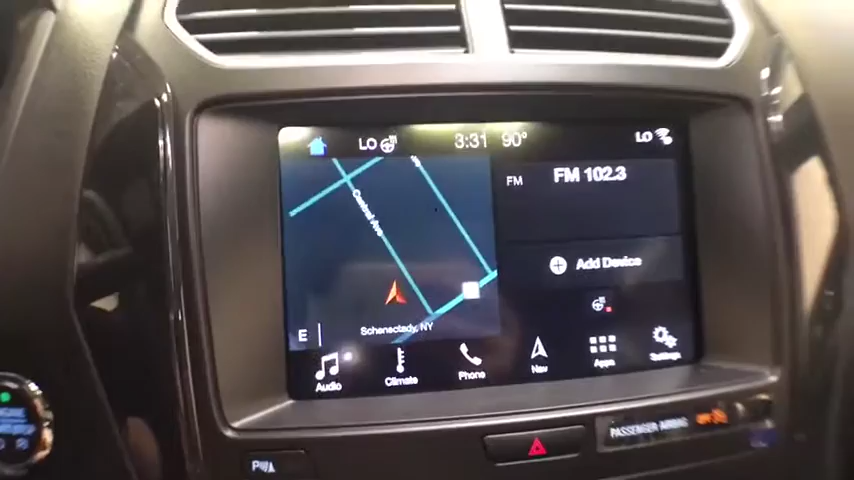 LO 3:31 90° LO
FM FM 102.3
Central Ave
Add Device
Schenectady, NY
E
Audio Climate Phone Nav Apps Settings
PASSENGER AIRBAG OFF
P